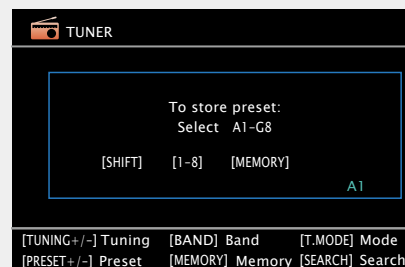 TUNER
To store preset:
Select A1-G8
[SHIFT] [1-8] [MEMORY]
A1
[TUNING+/-] Tuning [BAND] Band [T.MODE] Mode
[PRESET+/-] Preset [MEMORY] Memory [SEARCH] Search